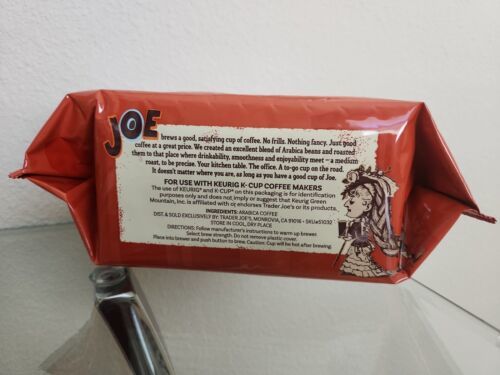 JOE
brews a good, satisfying cup of coffee. No frills. Nothing fancy. Just good
coffee at a great price. We created an excellent blend of Arabica beans and roasted
them to that place where drinkability, smoothness and enjoyability meet – a medium
roast, to be precise. Your kitchen table. The office. A to-go cup on the road.
It doesn't matter where you are, as long as you have a good cup of Joe.
FOR USE WITH KEURIG K-CUP COFFEE MAKERS
The use of KEURIG® and K-CUP® on this packaging is for identification
purposes only and does not imply or suggest that Keurig Green
Mountain, Inc. is affiliated with or endorses Trader Joe's or its products.
INGREDIENTS: ARABICA COFFEE
DIST. & SOLD EXCLUSIVELY BY: TRADER JOE'S, MONROVIA, CA 91016 • SKU#51032
STORE IN COOL, DRY PLACE
DIRECTIONS: Follow manufacturer's instructions to warm up brewer.
Select brew strength. Do not remove plastic cover.
Place into brewer and push button to brew. Caution: Cup will be hot after brewing.